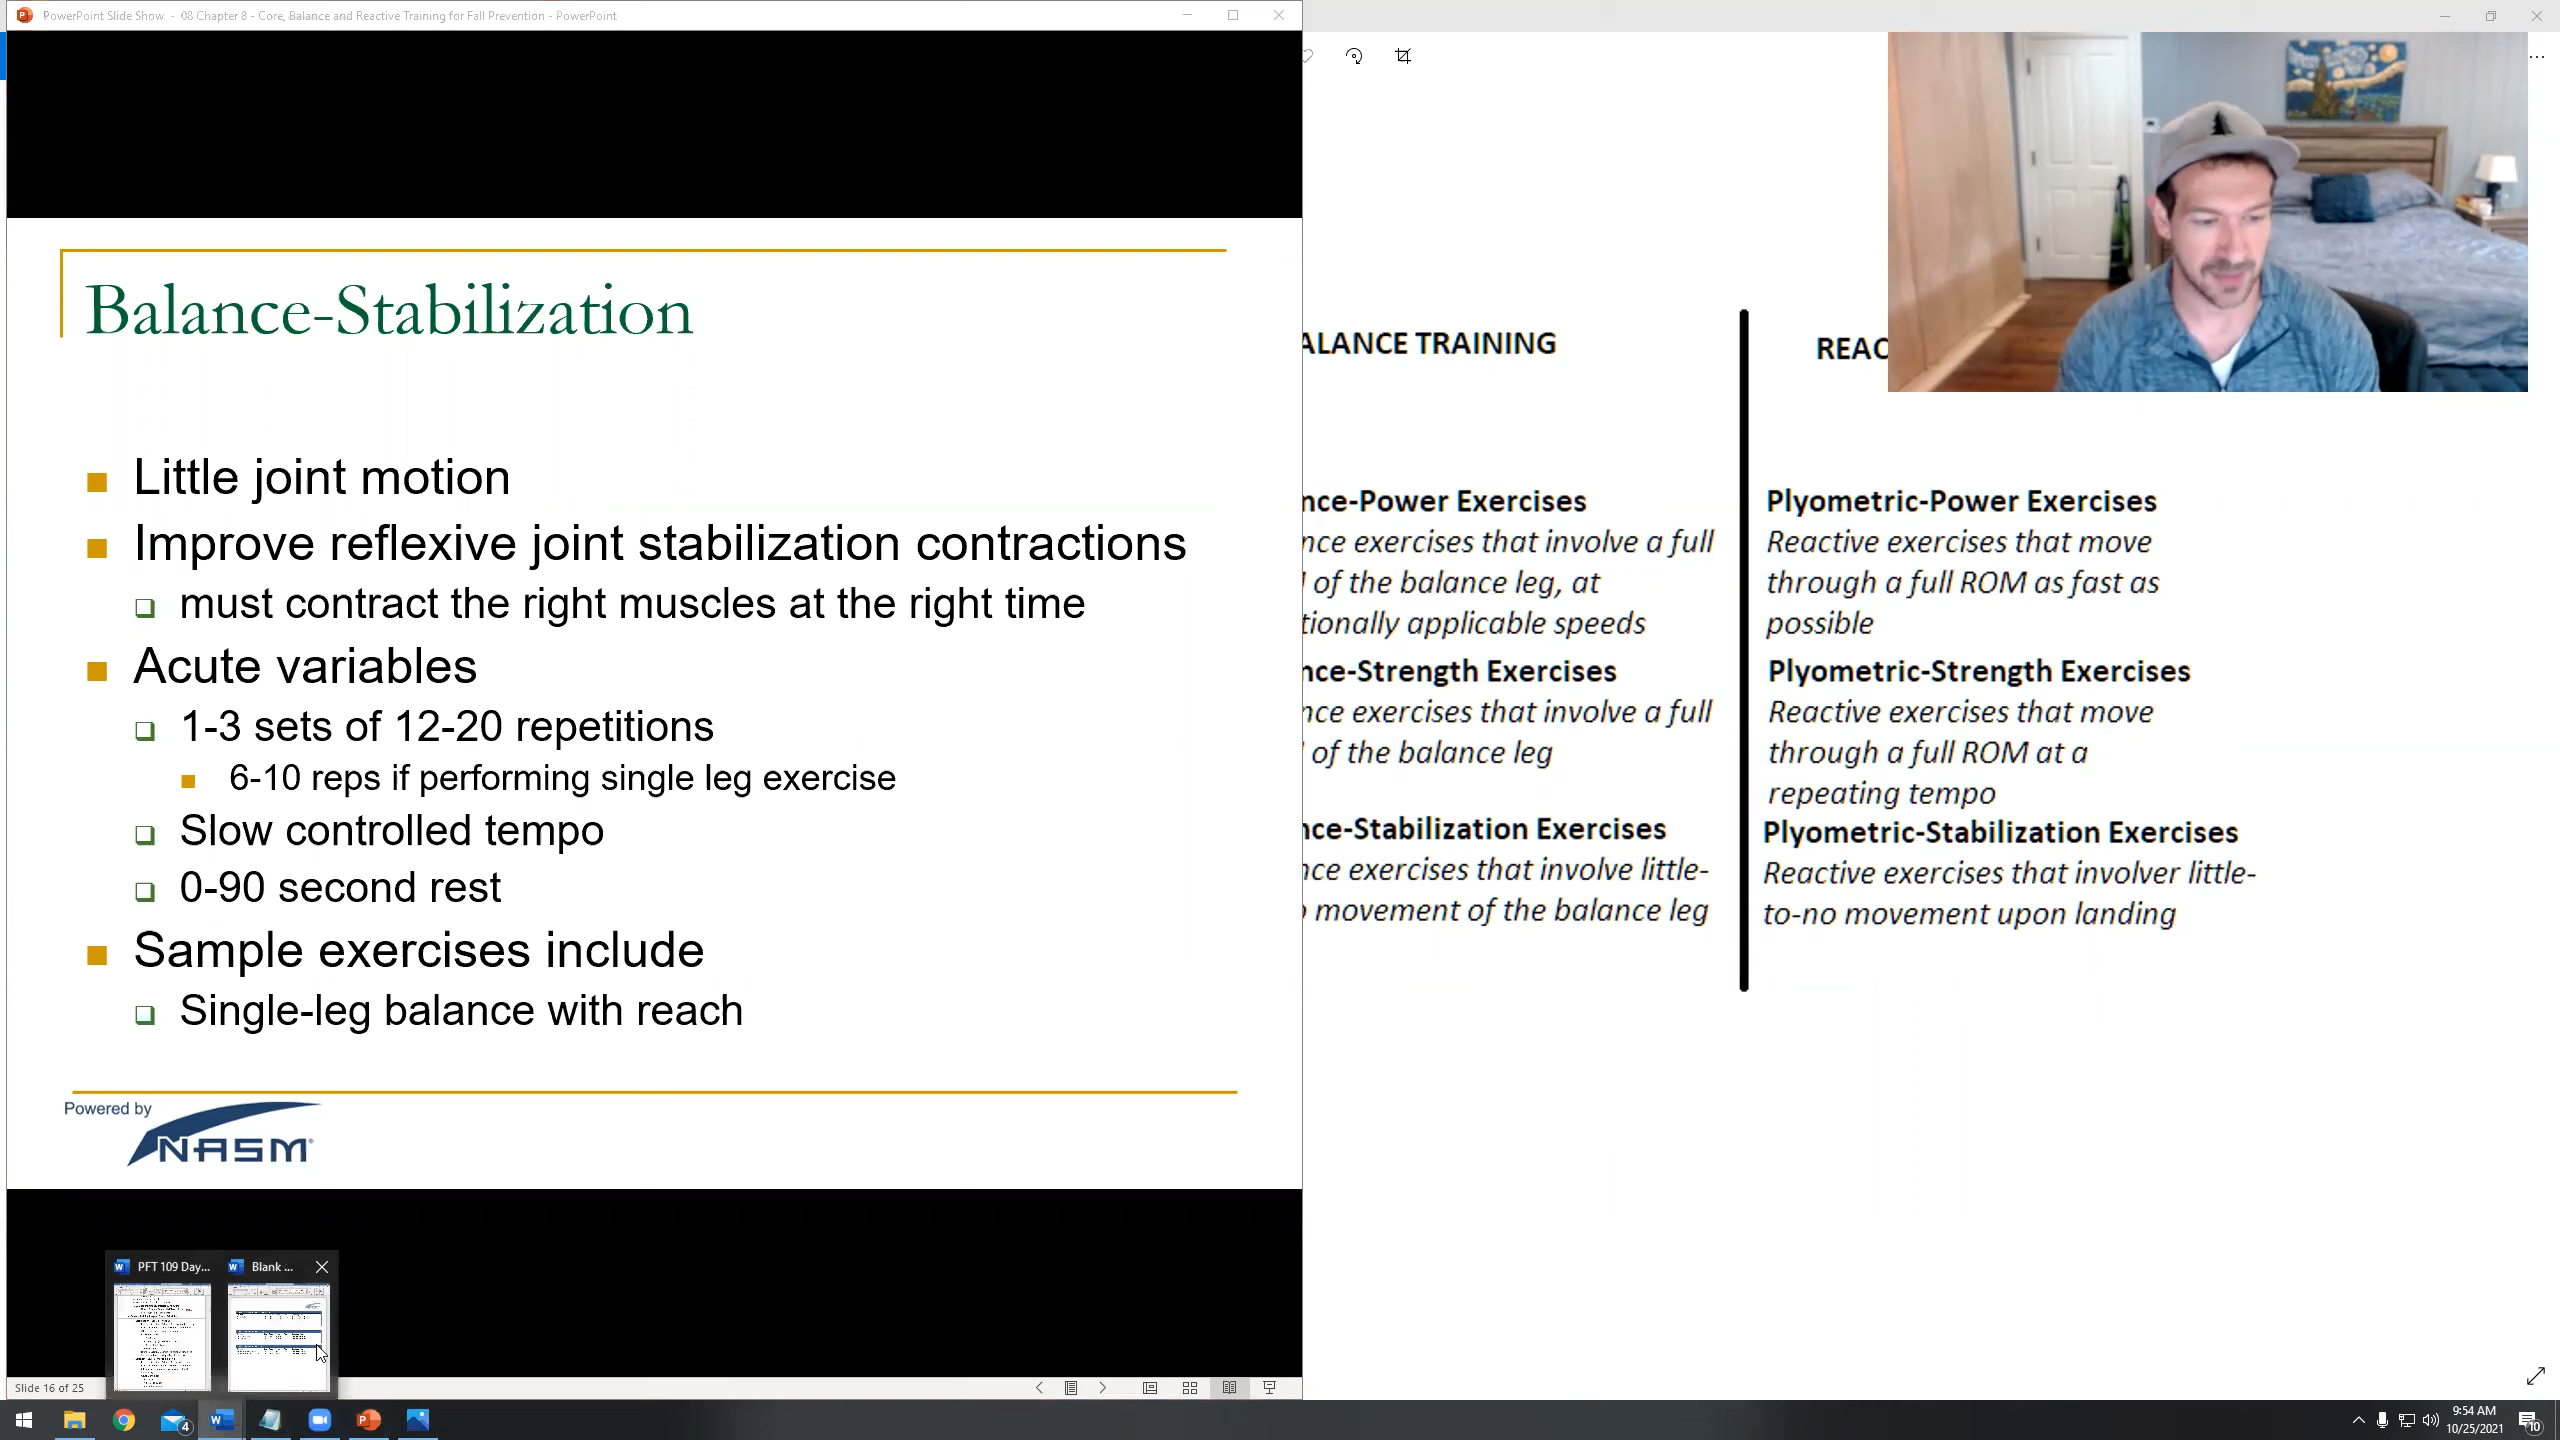 PowerPoint Slide Show - 08 Chapter 8 - Core, Balance and Reactive Training for Fall Prevention - PowerPoint
Balance-Stabilization
Little joint motion
Improve reflexive joint stabilization contractions
must contract the right muscles at the right time
Acute variables
1-3 sets of 12-20 repetitions
6-10 reps if performing single leg exercise
Slow controlled tempo
0-90 second rest
Sample exercises include
Single-leg balance with reach
Powered by
NASM
ALANCE TRAINING
nce-Power Exercises
nce exercises that involve a full
of the balance leg, at
tionally applicable speeds
nce-Strength Exercises
nce exercises that involve a full
of the balance leg
nce-Stabilization Exercises
nce exercises that involve little-
movement of the balance leg
REAC
Plyometric-Power Exercises
Reactive exercises that move
through a full ROM as fast as
possible
Plyometric-Strength Exercises
Reactive exercises that move
through a full ROM at a
repeating tempo
Plyometric-Stabilization Exercises
Reactive exercises that involver little-
to-no movement upon landing
PFT 109 Day...
Blank ...
Slide 16 of 25
4
9:54 AM
10/25/2021
10